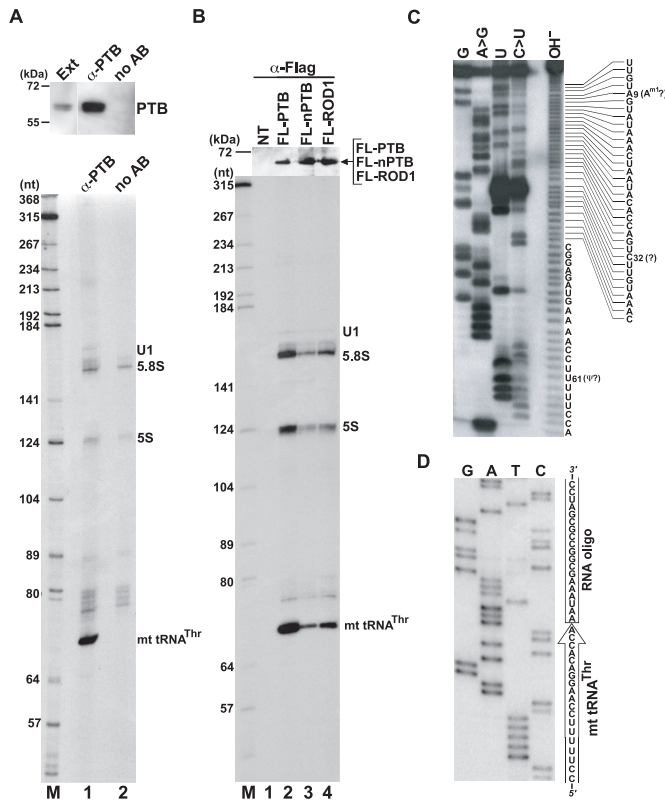 A
Ext
α-PTB
no AB
(kDa)
72
55
PTB
α-PTB
no AB
(nt)
368
315
267
234
213
192
184
141
124
104
89
80
64
57
U1
5.8S
5S
mt tRNAThr
M 1 2
B
α-Flag
NT
FL-PTB
FL-nPTB
FL-ROD1
(kDa)
72
FL-PTB
FL-nPTB
FL-ROD1
(nt)
315
267
234
213
192
184
141
124
104
89
80
64
57
U1
5.8S
5S
mt tRNAThr
M 1 2 3 4
C
G
A>G
U
C>U
OH⁻
A9 (Am1?)
C32 (?)
U61 (Ψ?)
D
G A T C
3'
RNA oligo
mt tRNAThr
5'